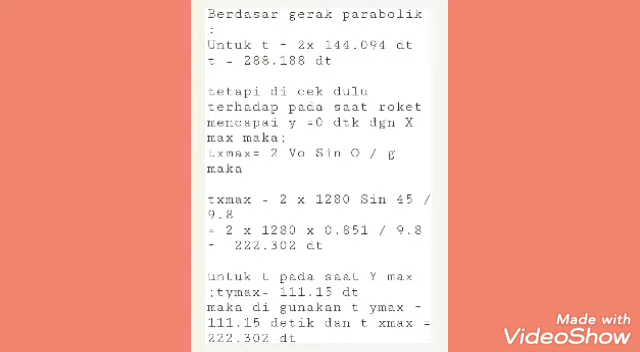 Berdasar gerak parabolik
:
Untuk t - 2x 144.094 dt
t - 288.188 dt
tetapi di cek dulu
terhadap pada saat roket
mencapai y =0 dtk dgn X
max maka;
txmax= 2 Vo Sin O / g
maka
txmax - 2 x 1280 Sin 45 /
9.8
= 2 x 1280 x 0.851 / 9.8
- 222.302 dt
untuk t pada saat Y max
;tymax- 111.15 dt
maka di gunakan t ymax -
111.15 detik dan t xmax =
222.302 dt
Made with
VideoShow